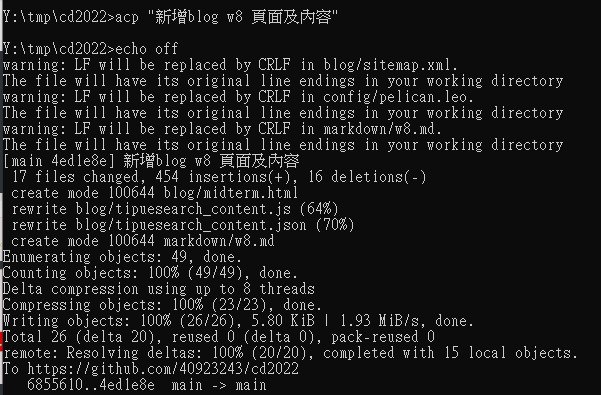 Y:\tmp\cd2022>acp "新增blog w8 頁面及內容"
Y:\tmp\cd2022>echo off
warning: LF will be replaced by CRLF in blog/sitemap.xml.
The file will have its original line endings in your working directory
warning: LF will be replaced by CRLF in config/pelican.leo.
The file will have its original line endings in your working directory
warning: LF will be replaced by CRLF in markdown/w8.md.
The file will have its original line endings in your working directory
[main 4ed1e8e] 新增blog w8 頁面及內容
17 files changed, 454 insertions(+), 16 deletions(-)
create mode 100644 blog/midterm.html
rewrite blog/tipuesearch_content.js (64%)
rewrite blog/tipuesearch_content.json (70%)
create mode 100644 markdown/w8.md
Enumerating objects: 49, done.
Counting objects: 100% (49/49), done.
Delta compression using up to 8 threads
Compressing objects: 100% (23/23), done.
Writing objects: 100% (26/26), 5.80 KiB | 1.93 MiB/s, done.
Total 26 (delta 20), reused 0 (delta 0), pack-reused 0
remote: Resolving deltas: 100% (20/20), completed with 15 local objects.
To https://github.com/40923243/cd2022
6855610..4ed1e8e  main -> main